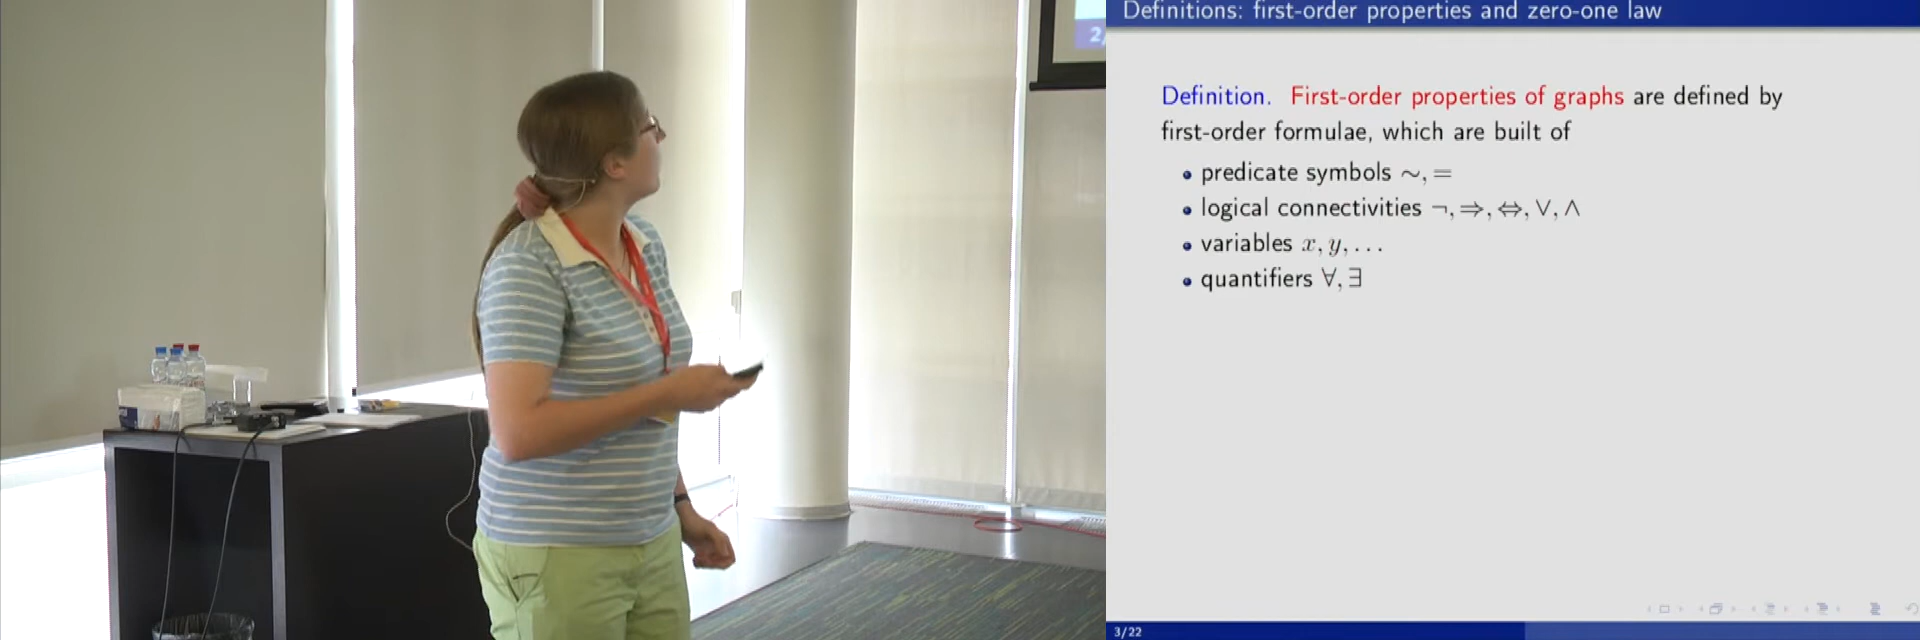 2/
Definitions: first-order properties and zero-one law
Definition. First-order properties of graphs are defined by
first-order formulae, which are built of
predicate symbols ∼, =
logical connectivities ¬, ⇒, ⇔, ∨, ∧
variables x, y, . . .
quantifiers ∀, ∃
3/22